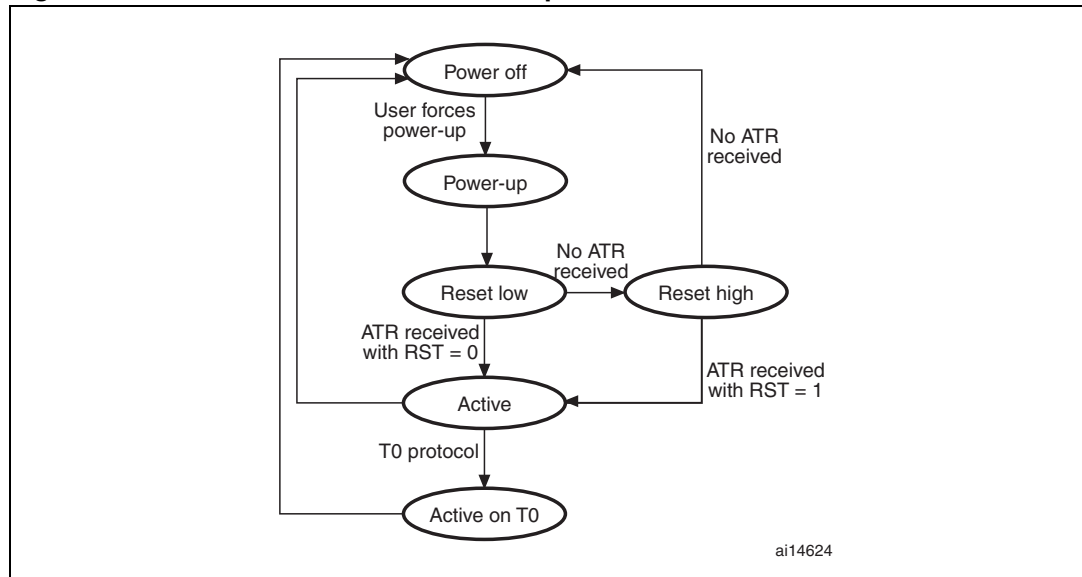 Power off
User forces
power-up
No ATR
received
Power-up
No ATR
received
Reset low
Reset high
ATR received
with RST = 0
ATR received
with RST = 1
Active
T0 protocol
Active on T0
ai14624